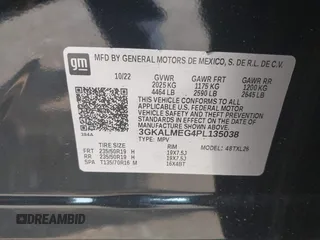 gm
MFD BY GENERAL MOTORS DE MEXICO, S. DE R.L. DE C.V.
10/22 GVWR GAWR FRT GAWR RR
2025 KG 1175 KG 1200 KG
4464 LB 2590 LB 2645 LB
THIS VEHICLE CONFORMS TO ALL APPLICABLE
U.S. FEDERAL MOTOR VEHICLE SAFETY AND THEFT
PREVENTION STANDARDS IN EFFECT ON THE DATE OF
MANUFACTURE SHOWN ABOVE.
3GKALMEG4PL135038
TYPE: MPV
TIRE SIZE RIM MODEL:
FRT 235/50R19 H 19X7.5J
RR 235/50R19 H 19X7.5J
SPA T135/70R16 M 16X4BT
DREAMBID